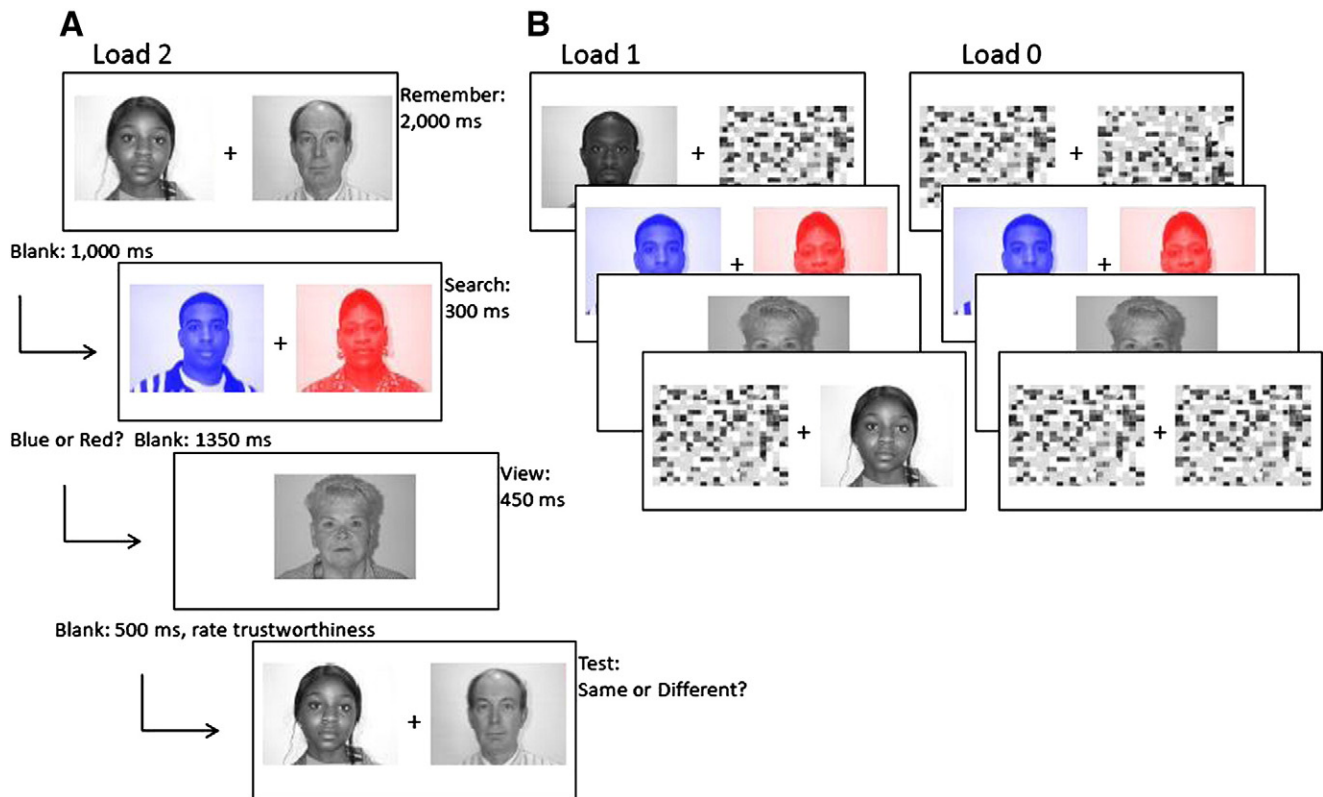 A
Load 2
+
Remember:
2,000 ms
Blank: 1,000 ms
+
Search:
300 ms
Blue or Red? Blank: 1350 ms
View:
450 ms
Blank: 500 ms, rate trustworthiness
+
Test:
Same or Different?
B
Load 1
+
+
+
Load 0
+
+
+